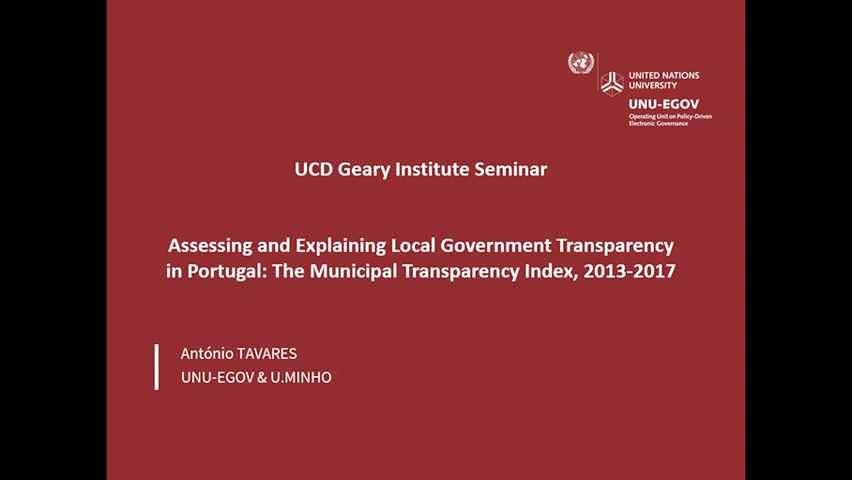 UNITED NATIONS
UNIVERSITY
UNU-EGOV
Operating Unit on Policy-Driven
Electronic Governance
UCD Geary Institute Seminar
Assessing and Explaining Local Government Transparency
in Portugal: The Municipal Transparency Index, 2013-2017
António TAVARES
UNU-EGOV & U.MINHO